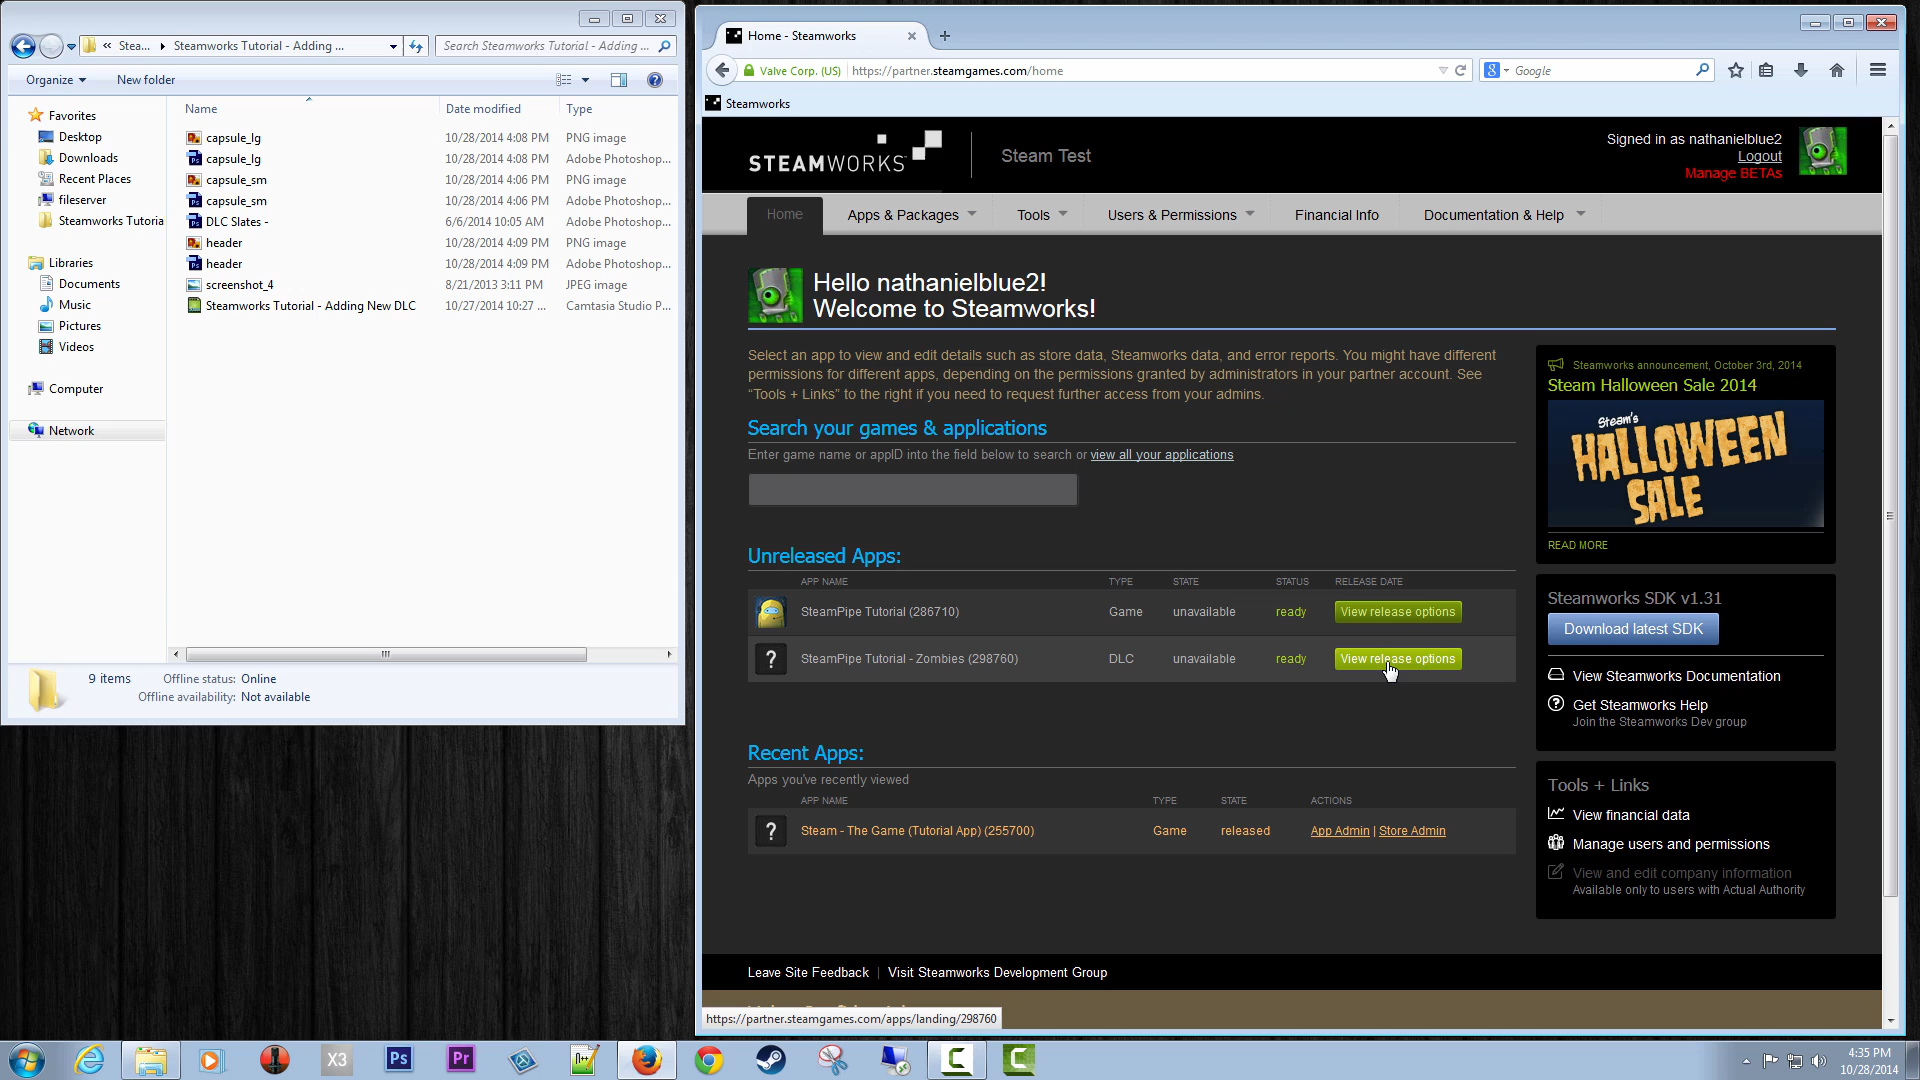 Stea...
Steamworks Tutorial - Adding ...
Search Steamworks Tutorial - Adding ...
Organize
New folder
Favorites
Desktop
Downloads
Recent Places
fileserver
Steamworks Tutoria
Libraries
Documents
Music
Pictures
Videos
Computer
Network
Name Date modified Type
capsule_lg 10/28/2014 4:08 PM PNG image
capsule_lg 10/28/2014 4:08 PM Adobe Photoshop...
capsule_sm 10/28/2014 4:06 PM PNG image
capsule_sm 10/28/2014 4:06 PM Adobe Photoshop...
DLC Slates - 6/6/2014 10:05 AM Adobe Photoshop...
header 10/28/2014 4:09 PM PNG image
header 10/28/2014 4:09 PM Adobe Photoshop...
screenshot_4 8/21/2013 3:11 PM JPEG image
Steamworks Tutorial - Adding New DLC 10/27/2014 10:27 ... Camtasia Studio P...
9 items Offline status: Online
Offline availability: Not available
Home - Steamworks
Valve Corp. (US) https://partner.steamgames.com/home
Google
Steamworks
STEAMWORKS
Steam Test
Signed in as nathanielblue2
Logout
Manage BETAs
Home Apps & Packages Tools Users & Permissions Financial Info Documentation & Help
Hello nathanielblue2!
Welcome to Steamworks!
Select an app to view and edit details such as store data, Steamworks data, and error reports. You might have different
permissions for different apps, depending on the permissions granted by administrators in your partner account. See
“Tools + Links” to the right if you need to request further access from your admins.
Search your games & applications
Enter game name or appID into the field below to search or view all your applications
Unreleased Apps:
APP NAME TYPE STATE STATUS RELEASE DATE
SteamPipe Tutorial (286710) Game unavailable ready View release options
SteamPipe Tutorial - Zombies (298760) DLC unavailable ready View release options
Recent Apps:
Apps you've recently viewed
APP NAME TYPE STATE ACTIONS
Steam - The Game (Tutorial App) (255700) Game released App Admin | Store Admin
Steamworks announcement, October 3rd, 2014
Steam Halloween Sale 2014
Steam's
HALLOWEEN
SALE
READ MORE
Steamworks SDK v1.31
Download latest SDK
View Steamworks Documentation
Get Steamworks Help
Join the Steamworks Dev group
Tools + Links
View financial data
Manage users and permissions
View and edit company information
Available only to users with Actual Authority
Leave Site Feedback | Visit Steamworks Development Group
https://partner.steamgames.com/apps/landing/298760
X3
Ps
Pr
4:35 PM
10/28/2014